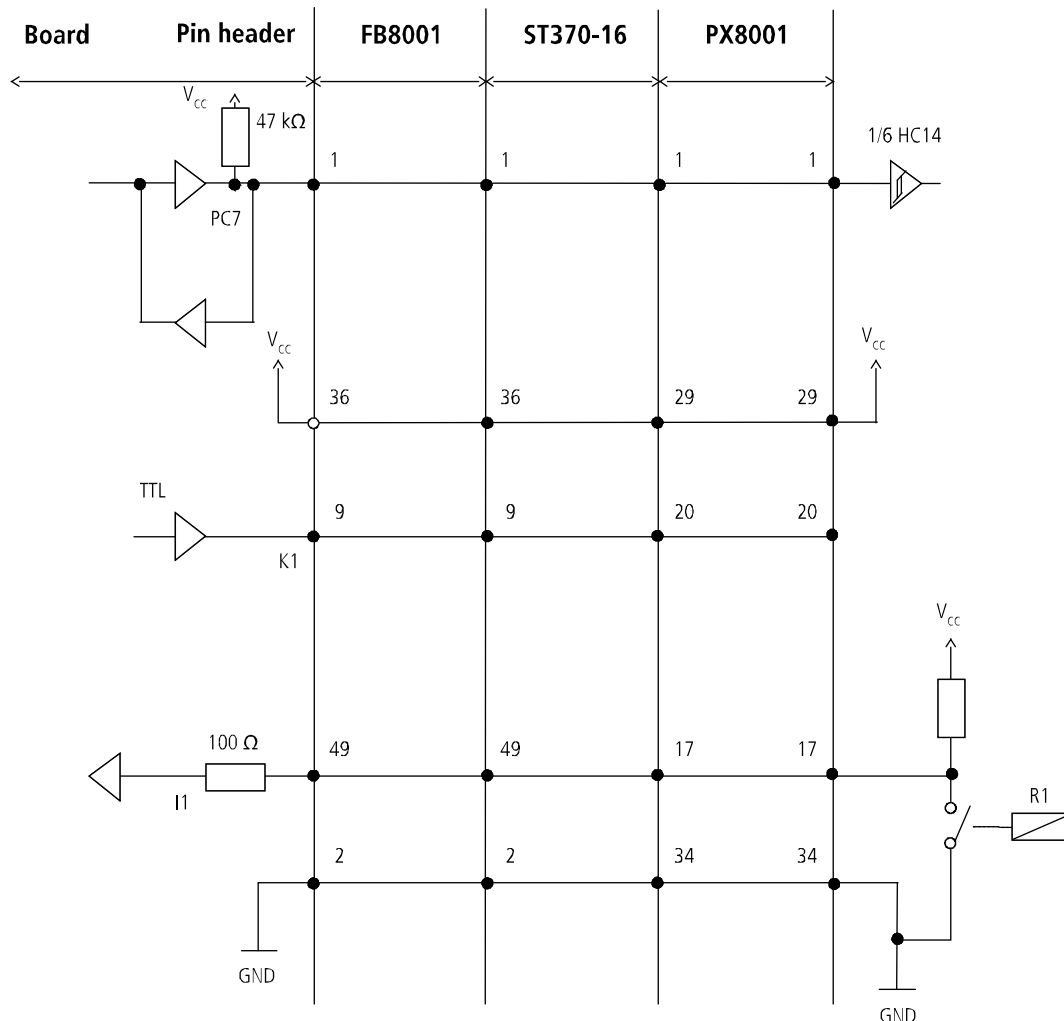 Board Pin header FB8001 ST370-16 PX8001
VCC
47 kΩ
1/6 HC14
1 1 1 1
PC7
VCC VCC
36 36 29 29
TTL
9 9 20 20
K1
VCC
100 Ω
49 49 17 17
I1
R1
2 2 34 34
GND
GND